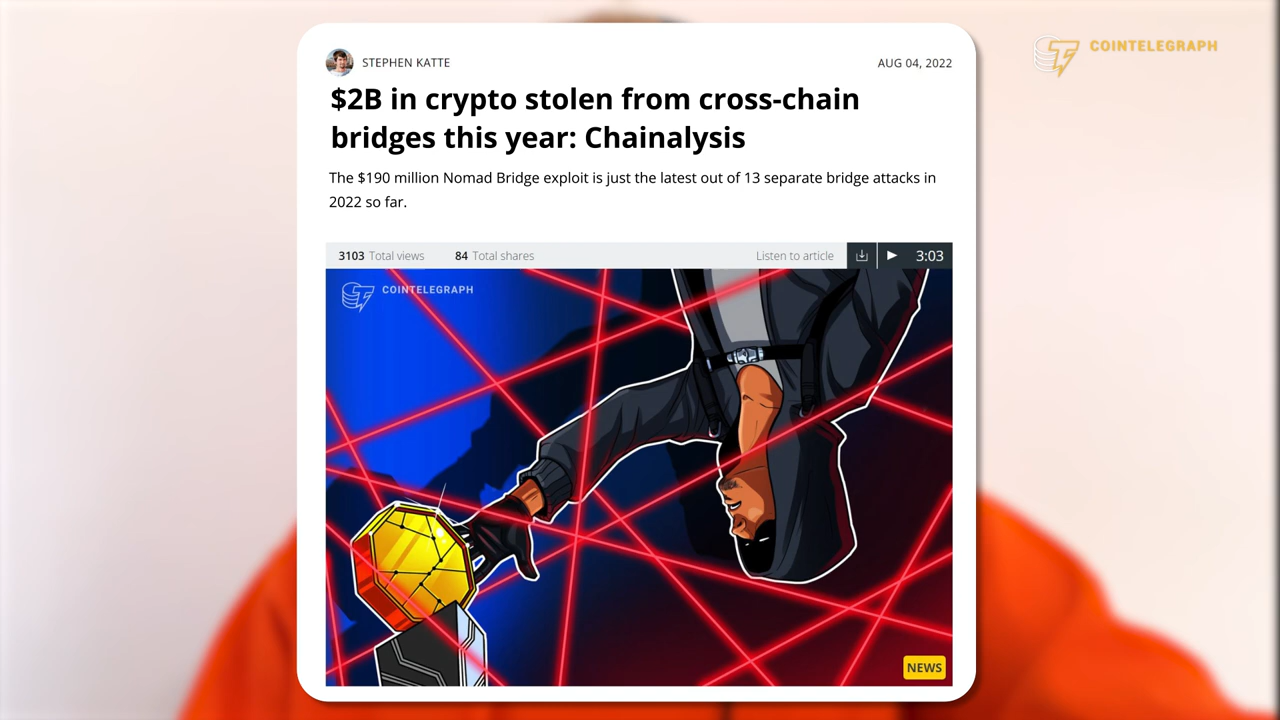 COINTELEGRAPH
STEPHEN KATTE
AUG 04, 2022
$2B in crypto stolen from cross-chain
bridges this year: Chainalysis
The $190 million Nomad Bridge exploit is just the latest out of 13 separate bridge attacks in
2022 so far.
3103 Total views
84 Total shares
Listen to article
3:03
COINTELEGRAPH
NEWS